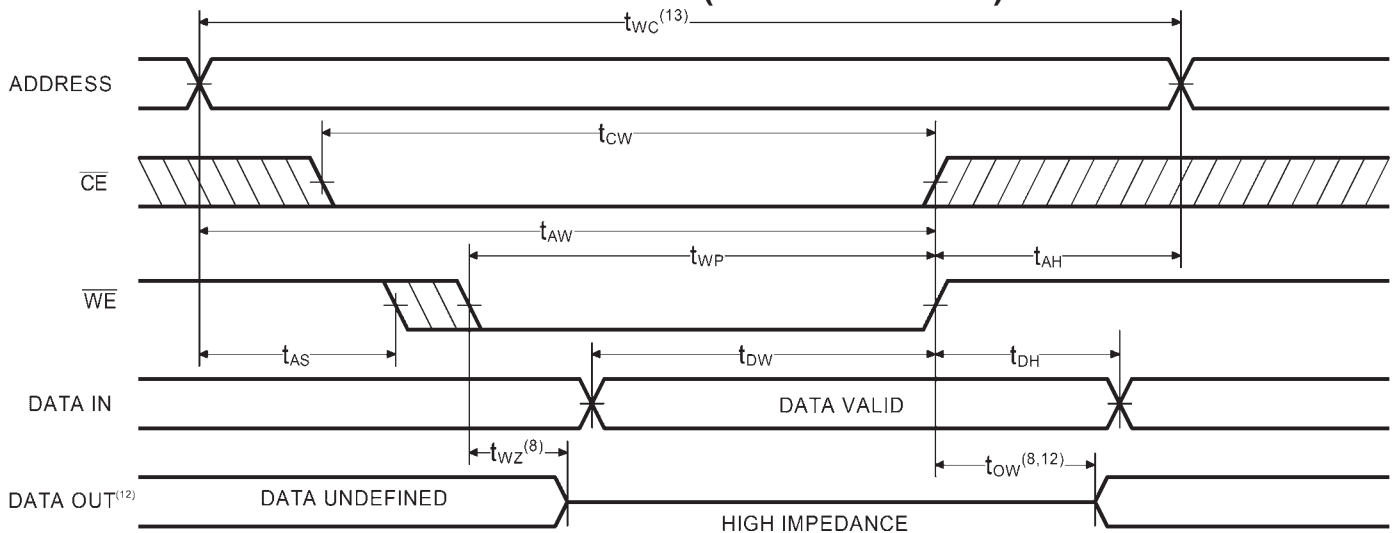 tWC(13)
ADDRESS
tCW
CE
tAW
tWP
tAH
WE
tAS
tDW
tDH
DATA IN
DATA VALID
tWZ(8)
tOW(8,12)
DATA OUT(12)
DATA UNDEFINED
HIGH IMPEDANCE